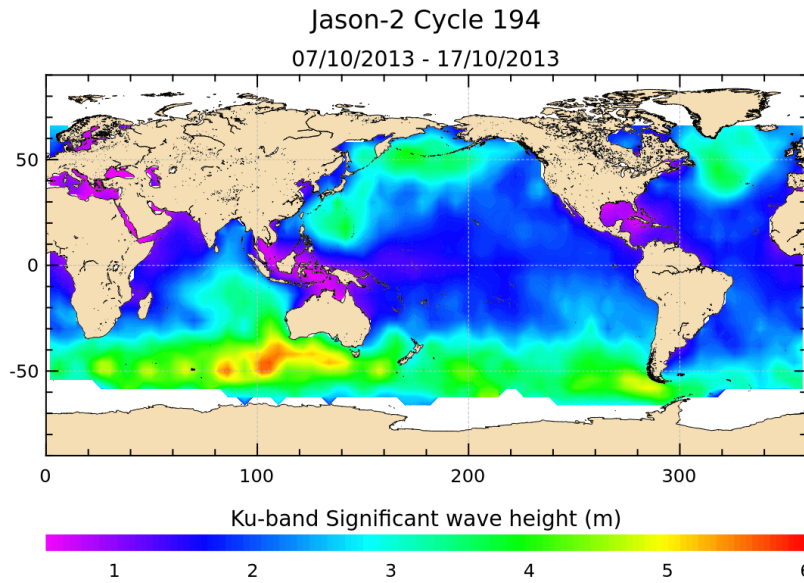 Jason-2 Cycle 194
07/10/2013 - 17/10/2013
50
0
-50
0 100 200 300
Ku-band Significant wave height (m)
1 2 3 4 5 6